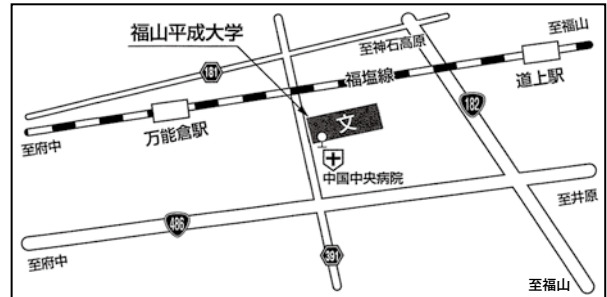 福山平成大学
至神石高原
至福山
181
福塩線
道上駅
万能倉駅
182
文
至府中
中国中央病院
486
至井原
391
至府中
至福山